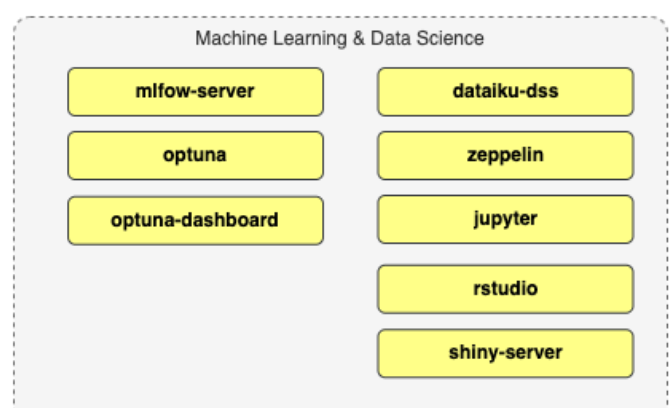 Machine Learning & Data Science
mlfow-server
dataiku-dss
optuna
zeppelin
optuna-dashboard
jupyter
rstudio
shiny-server